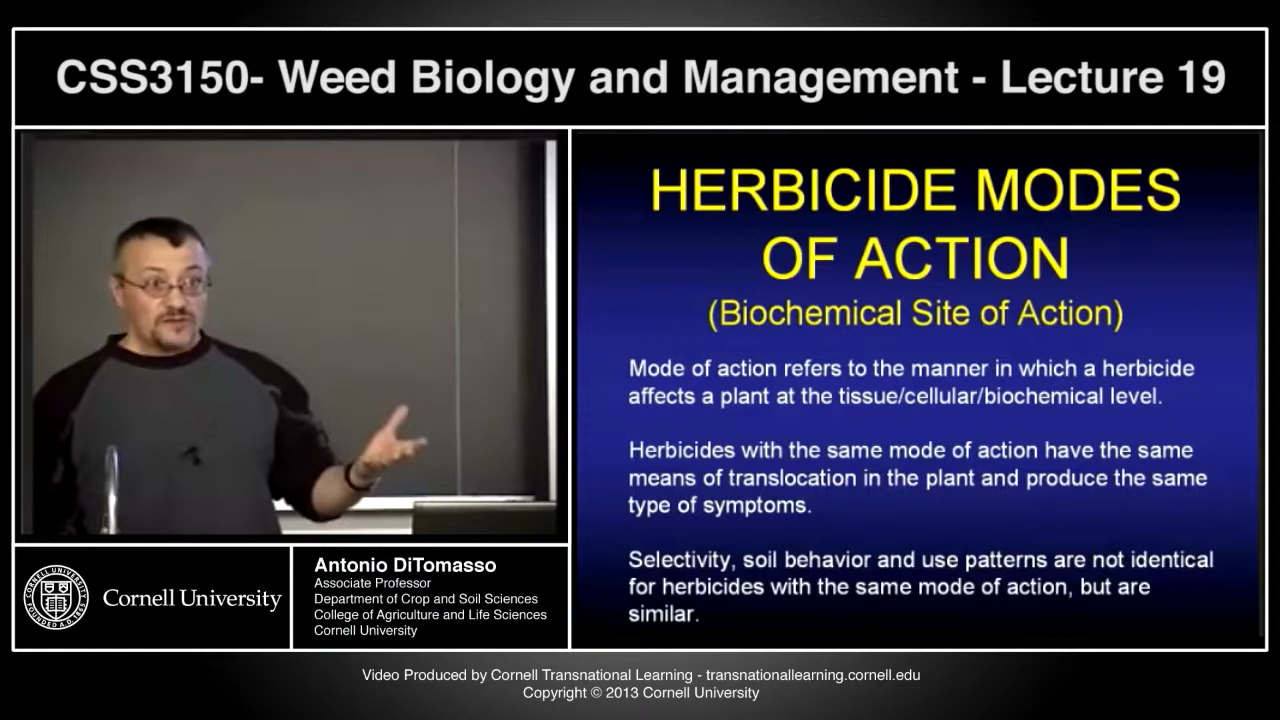 CSS3150- Weed Biology and Management - Lecture 19
HERBICIDE MODES
OF ACTION
(Biochemical Site of Action)
Mode of action refers to the manner in which a herbicide
affects a plant at the tissue/cellular/biochemical level.
Herbicides with the same mode of action have the same
means of translocation in the plant and produce the same
type of symptoms.
Selectivity, soil behavior and use patterns are not identical
for herbicides with the same mode of action, but are
similar.
Cornell University
Antonio DiTomasso
Associate Professor
Department of Crop and Soil Sciences
College of Agriculture and Life Sciences
Cornell University
Video Produced by Cornell Transnational Learning - transnationallearning.cornell.edu
Copyright © 2013 Cornell University